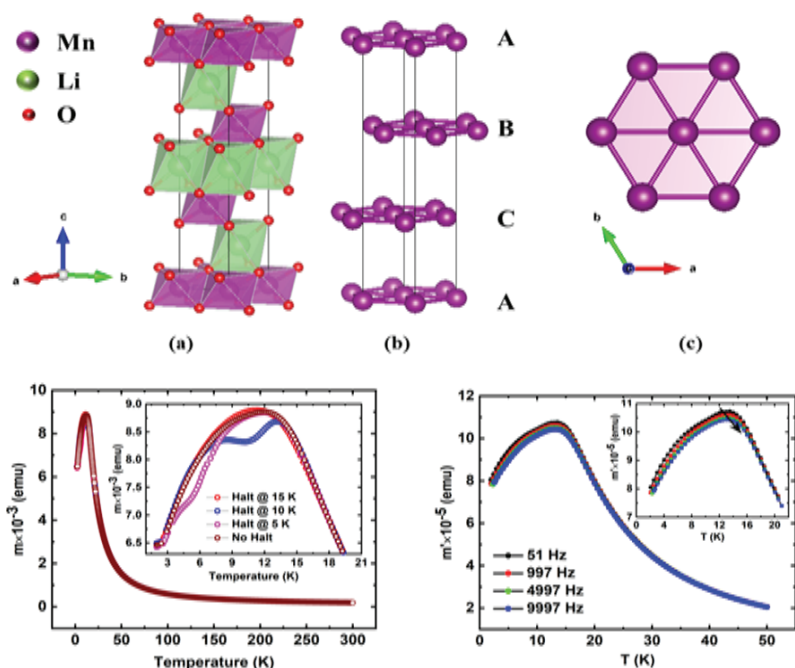 Mn
Li
O
A
B
C
A
c
a
b
b
a
(a)
(b)
(c)
10
8
6
4
2
0
m×10⁻³ (emu)
0 50 100 150 200 250 300
Temperature (K)
9.0
8.5
8.0
7.5
7.0
6.5
m×10⁻³ (emu)
Halt @ 15 K
Halt @ 10 K
Halt @ 5 K
No Halt
3 6 9 12 15 18 21
Temperature (K)
12
10
8
6
4
2
m'×10⁻⁵ (emu)
51 Hz
997 Hz
4997 Hz
9997 Hz
0 10 20 30 40 50
T (K)
11
10
9
8
7
m'×10⁻⁵ (emu)
0 4 8 12 16 20
T (K)